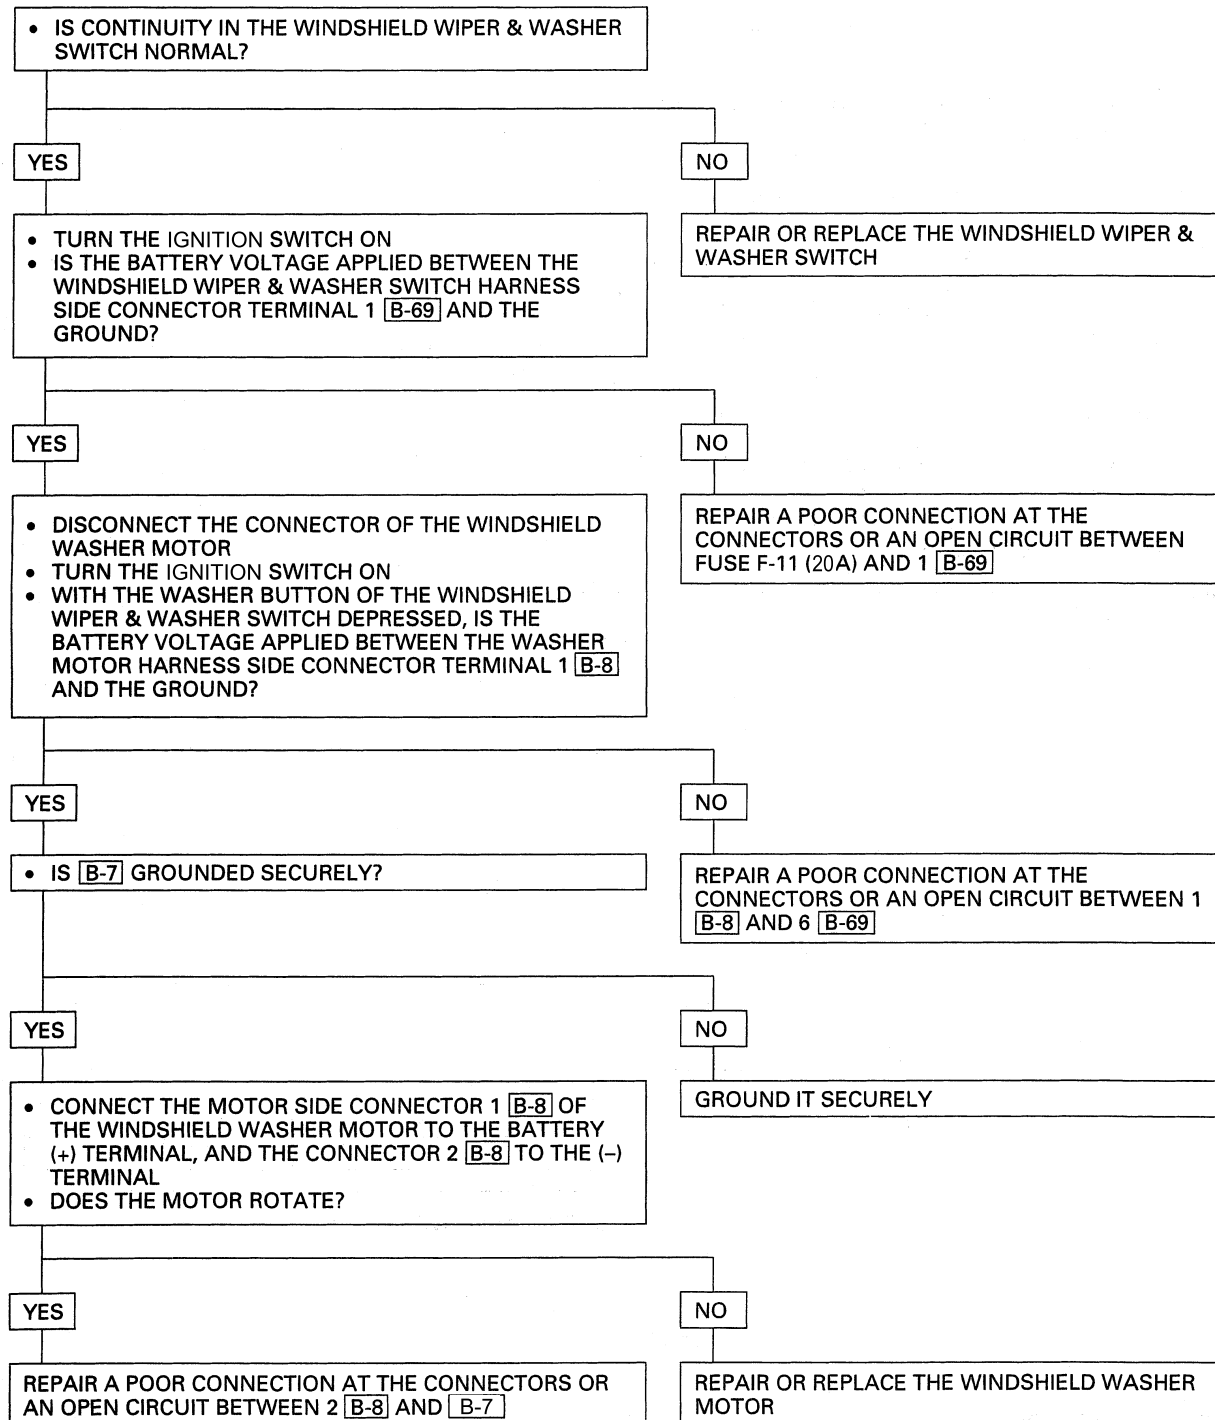 • IS CONTINUITY IN THE WINDSHIELD WIPER & WASHER
SWITCH NORMAL?
YES
NO
• TURN THE IGNITION SWITCH ON
• IS THE BATTERY VOLTAGE APPLIED BETWEEN THE
WINDSHIELD WIPER & WASHER SWITCH HARNESS
SIDE CONNECTOR TERMINAL 1 B-69 AND THE
GROUND?
REPAIR OR REPLACE THE WINDSHIELD WIPER &
WASHER SWITCH
YES
NO
• DISCONNECT THE CONNECTOR OF THE WINDSHIELD
WASHER MOTOR
• TURN THE IGNITION SWITCH ON
• WITH THE WASHER BUTTON OF THE WINDSHIELD
WIPER & WASHER SWITCH DEPRESSED, IS THE
BATTERY VOLTAGE APPLIED BETWEEN THE WASHER
MOTOR HARNESS SIDE CONNECTOR TERMINAL 1 B-8
AND THE GROUND?
REPAIR A POOR CONNECTION AT THE
CONNECTORS OR AN OPEN CIRCUIT BETWEEN
FUSE F-11 (20A) AND 1 B-69
YES
NO
• IS B-7 GROUNDED SECURELY?
REPAIR A POOR CONNECTION AT THE
CONNECTORS OR AN OPEN CIRCUIT BETWEEN 1
B-8 AND 6 B-69
YES
NO
• CONNECT THE MOTOR SIDE CONNECTOR 1 B-8 OF
THE WINDSHIELD WASHER MOTOR TO THE BATTERY
(+) TERMINAL, AND THE CONNECTOR 2 B-8 TO THE (–)
TERMINAL
• DOES THE MOTOR ROTATE?
GROUND IT SECURELY
YES
NO
REPAIR A POOR CONNECTION AT THE CONNECTORS OR
AN OPEN CIRCUIT BETWEEN 2 B-8 AND B-7
REPAIR OR REPLACE THE WINDSHIELD WASHER
MOTOR